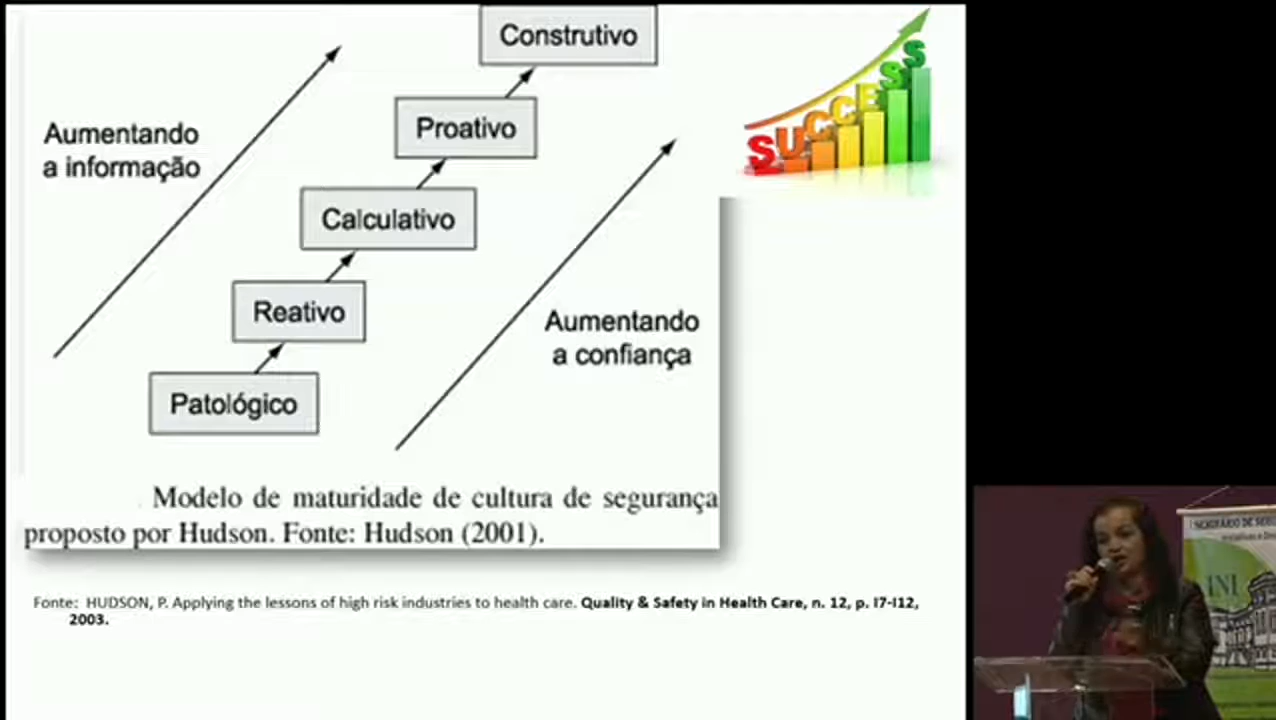 Construtivo
SUCCESS
Aumentando
a informação
Proativo
Calculativo
Reativo
Aumentando
a confiança
Patológico
Modelo de maturidade de cultura de segurança
proposto por Hudson. Fonte: Hudson (2001).
Fonte: HUDSON, P. Applying the lessons of high risk industries to health care. Quality & Safety in Health Care, n. 12, p. I7-I12,
2003.
INI